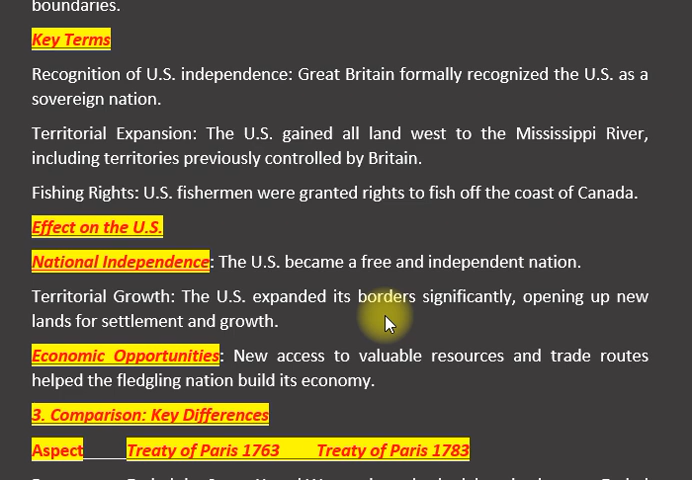 boundaries.
Key Terms
Recognition of U.S. independence: Great Britain formally recognized the U.S. as a
sovereign nation.
Territorial Expansion: The U.S. gained all land west to the Mississippi River,
including territories previously controlled by Britain.
Fishing Rights: U.S. fishermen were granted rights to fish off the coast of Canada.
Effect on the U.S.
National Independence: The U.S. became a free and independent nation.
Territorial Growth: The U.S. expanded its borders significantly, opening up new
lands for settlement and growth.
Economic Opportunities: New access to valuable resources and trade routes
helped the fledgling nation build its economy.
3. Comparison: Key Differences
Aspect Treaty of Paris 1763 Treaty of Paris 1783